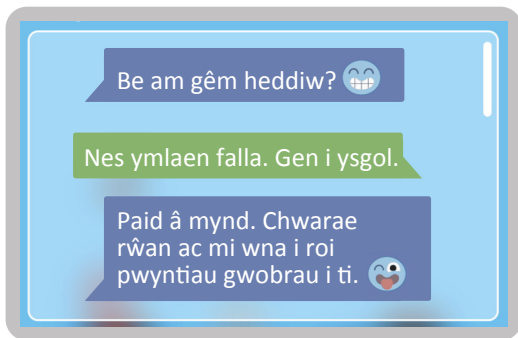 Be am gêm heddiw? 😁
Nes ymlaen falla. Gen i ysgol.
Paid â mynd. Chwarae
rŵan ac mi wna i roi
pwyntiau gwobrau i ti. 😜